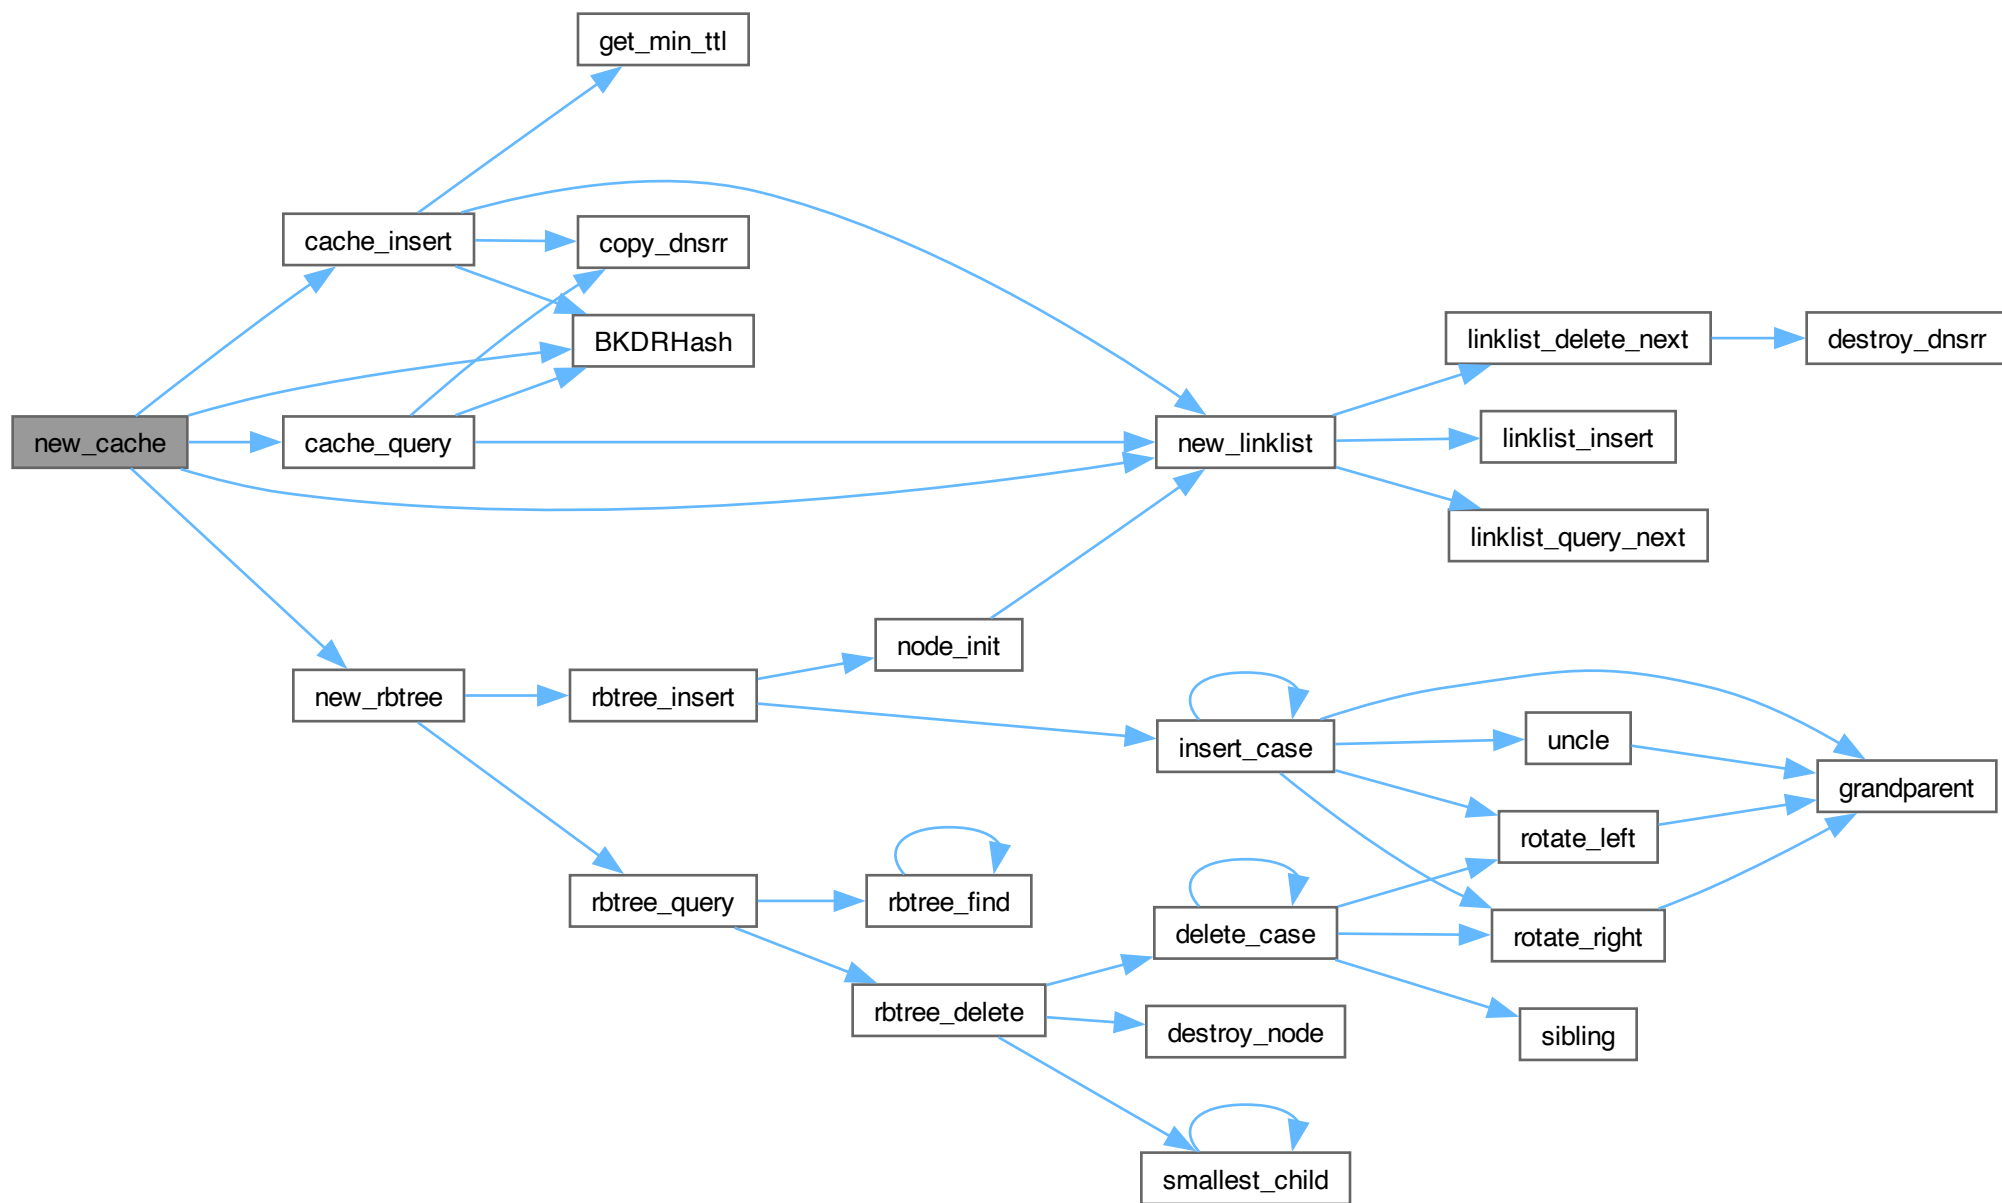 get_min_ttl
cache_insert
copy_dnsrr
BKDRHash
linklist_delete_next
destroy_dnsrr
new_cache
cache_query
new_linklist
linklist_insert
linklist_query_next
node_init
new_rbtree
rbtree_insert
insert_case
uncle
grandparent
rotate_left
rbtree_query
rbtree_find
delete_case
rotate_right
rbtree_delete
destroy_node
sibling
smallest_child